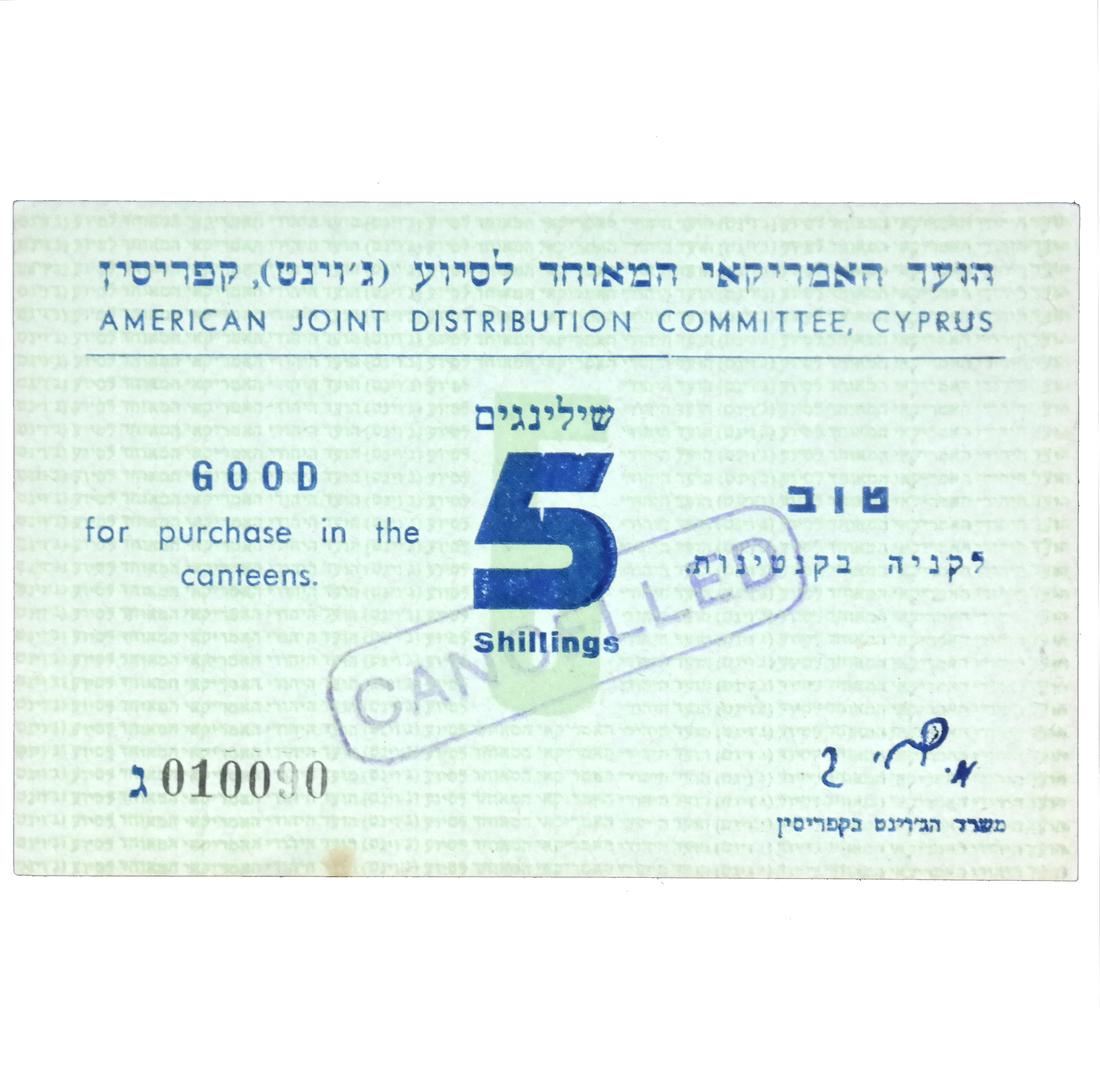 הועד האמריקאי המאוחד לסיוע (ג׳וינט), קפריסין
AMERICAN JOINT DISTRIBUTION COMMITTEE, CYPRUS
שילינגים
5
Shillings
GOOD
for purchase in the
canteens.
טוב
לקניה בקנטינות.
CANCELLED
ג 010090
משרד הג׳וינט בקפריסין